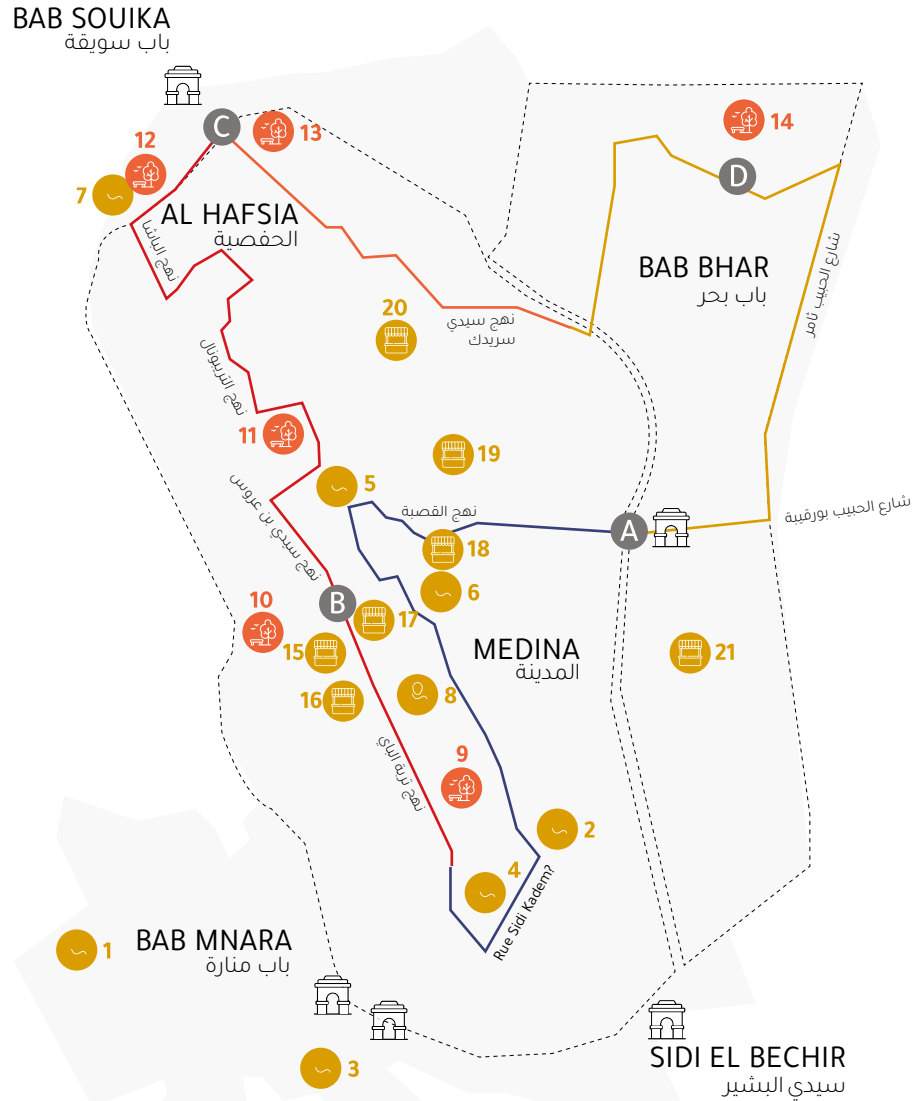 BAB SOUIKA
باب سويقة
C
13
14
12
D
7
AL HAFSIA
الحفصية
نهج الباشا
BAB BHAR
باب بحر
شارع الحبيب ثامر
20
نهج سيدي
سريدك
نهج التريبونال
11
19
5
نهج سيدي بن عروس
نهج القصبة
شارع الحبيب بورقيبة
A
18
6
10
B
17
15
MEDINA
المدينة
21
16
8
نهج تربة الباي
9
2
4
Rue Sidi Kadem?
1
BAB MNARA
باب منارة
3
SIDI EL BECHIR
سيدي البشير